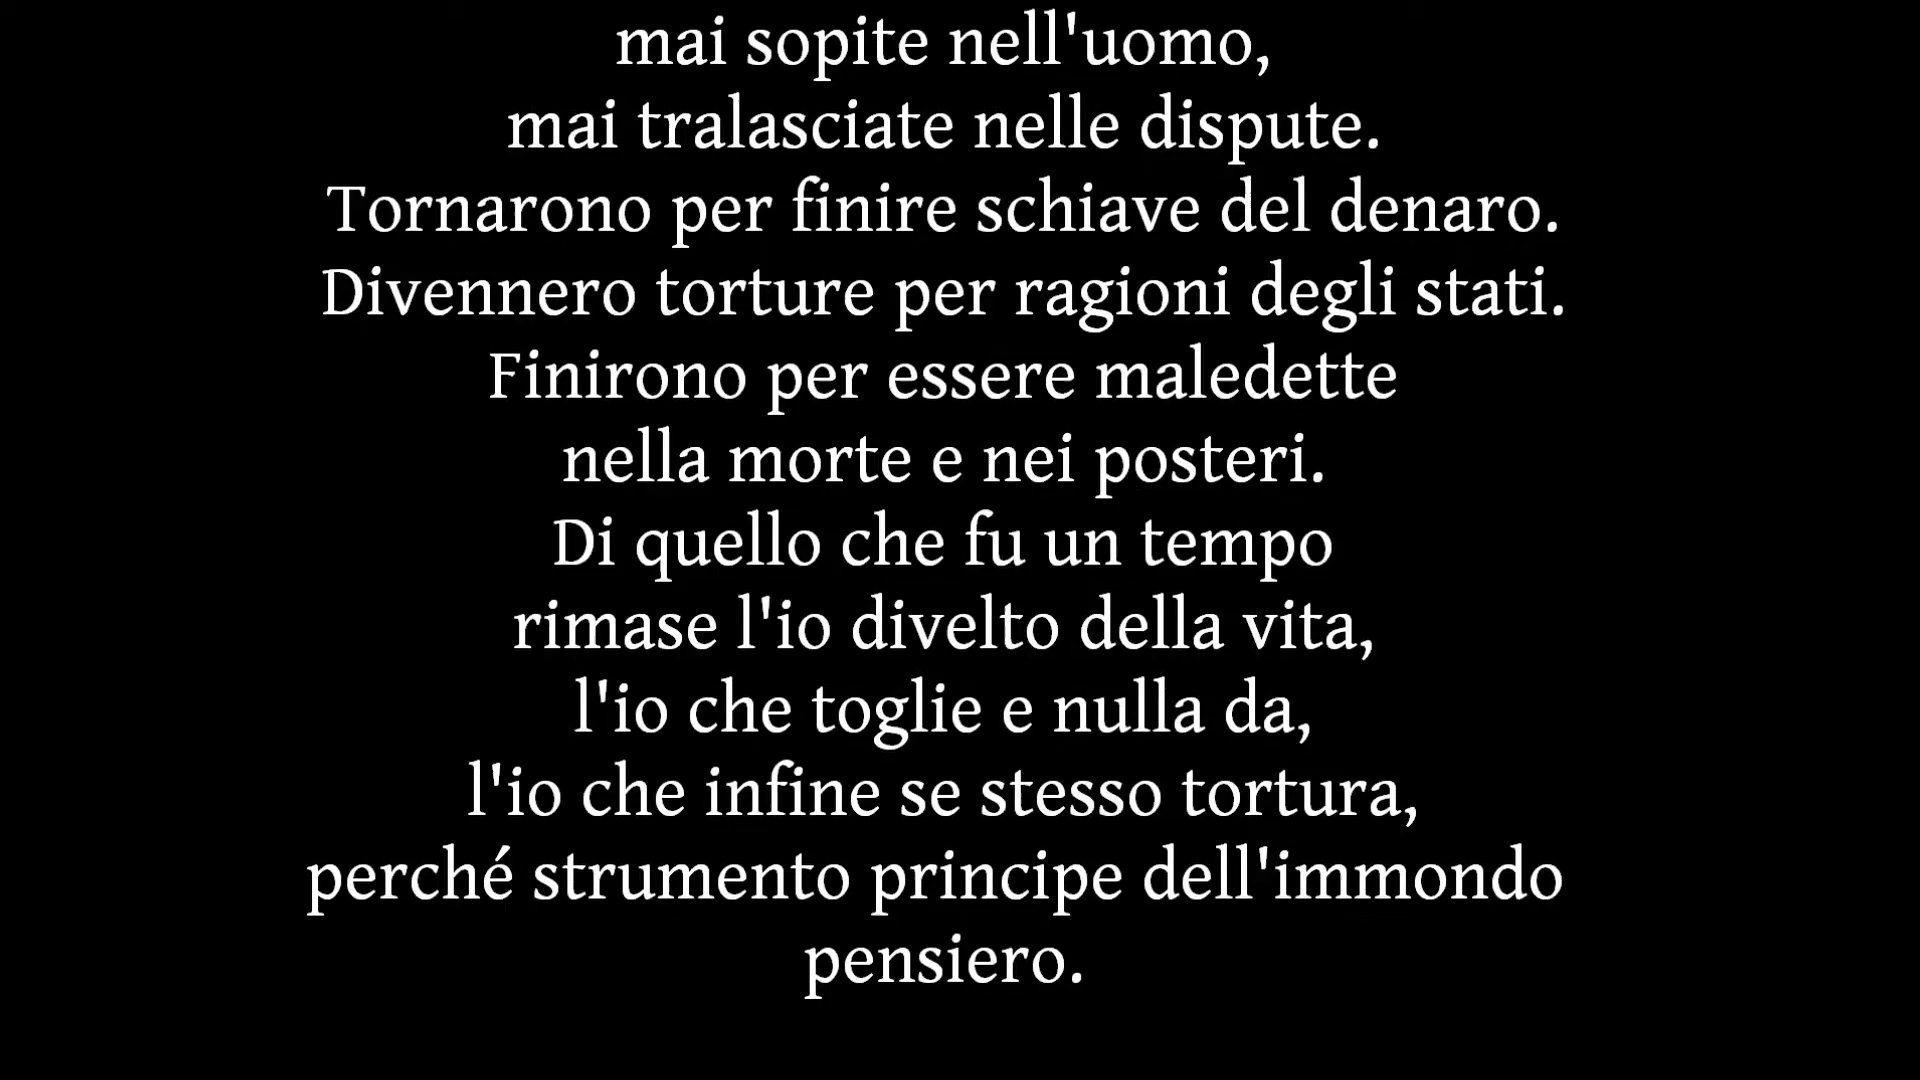 mai sopite nell'uomo,
mai tralasciate nelle dispute.
Tornarono per finire schiave del denaro.
Divennero torture per ragioni degli stati.
Finirono per essere maledette
nella morte e nei posteri.
Di quello che fu un tempo
rimase l'io divelto della vita,
l'io che toglie e nulla da,
l'io che infine se stesso tortura,
perché strumento principe dell'immondo
pensiero.